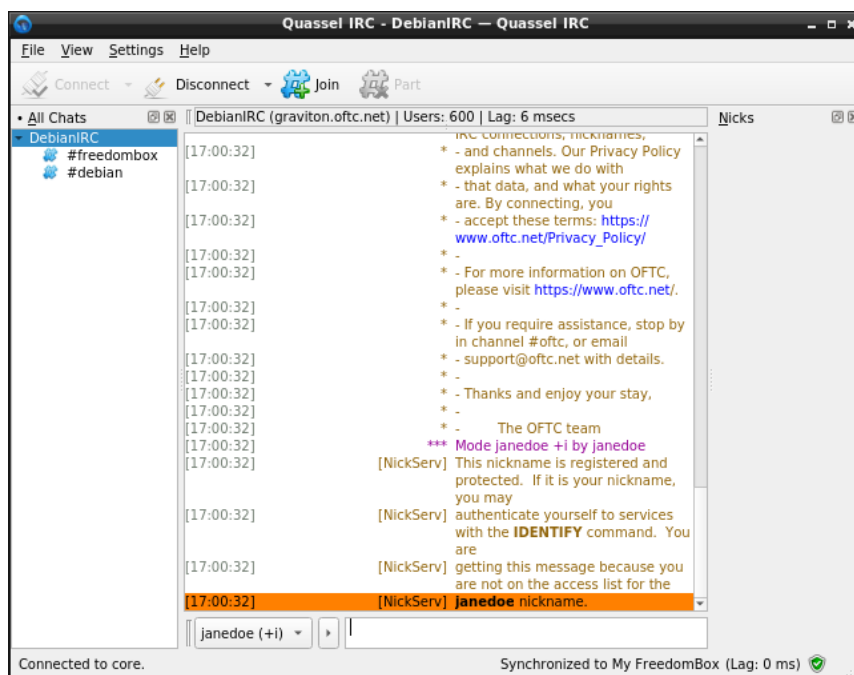 Quassel IRC - DebianIRC — Quassel IRC
File View Settings Help
Connect Disconnect Join Part
All Chats
DebianIRC
#freedombox
#debian
DebianIRC (graviton.oftc.net) | Users: 600 | Lag: 6 msecs
IRC connections, nicknames,
[17:00:32] * - and channels. Our Privacy Policy
explains what we do with
[17:00:32] * - that data, and what your rights
are. By connecting, you
[17:00:32] * - accept these terms: https://
www.oftc.net/Privacy_Policy/
[17:00:32] * -
[17:00:32] * - For more information on OFTC,
please visit https://www.oftc.net/.
[17:00:32] * -
[17:00:32] * - If you require assistance, stop by
in channel #oftc, or email
[17:00:32] * - support@oftc.net with details.
[17:00:32] * -
[17:00:32] * - Thanks and enjoy your stay,
[17:00:32] * -
[17:00:32] * - The OFTC team
[17:00:32] *** Mode janedoe +i by janedoe
[17:00:32] [NickServ] This nickname is registered and
protected. If it is your nickname,
you may
[17:00:32] [NickServ] authenticate yourself to services
with the IDENTIFY command. You
are
[17:00:32] [NickServ] getting this message because you
are not on the access list for the
[17:00:32] [NickServ] janedoe nickname.
janedoe (+i)
Nicks
Connected to core.
Synchronized to My FreedomBox (Lag: 0 ms)